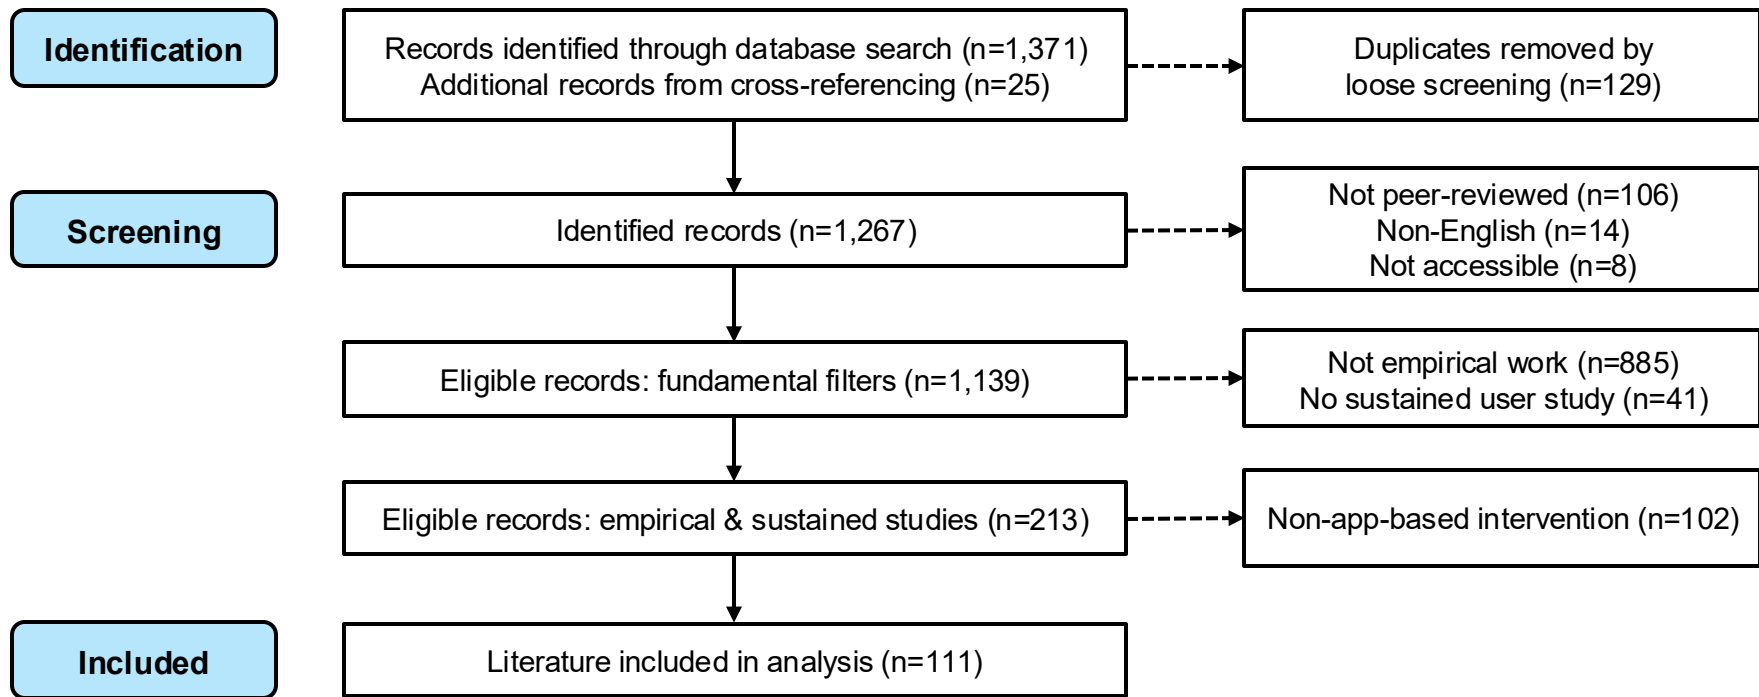 Identification
Records identified through database search (n=1,371)
Additional records from cross-referencing (n=25)
Duplicates removed by
loose screening (n=129)
Screening
Identified records (n=1,267)
Not peer-reviewed (n=106)
Non-English (n=14)
Not accessible (n=8)
Eligible records: fundamental filters (n=1,139)
Not empirical work (n=885)
No sustained user study (n=41)
Eligible records: empirical & sustained studies (n=213)
Non-app-based intervention (n=102)
Included
Literature included in analysis (n=111)